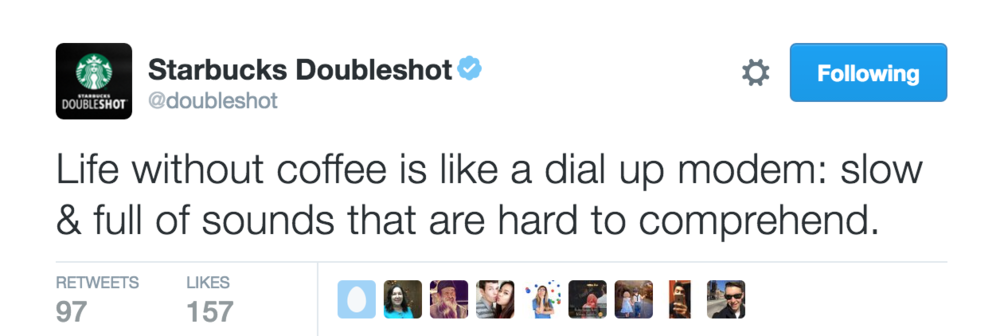 Starbucks Doubleshot
@doubleshot
Following
STARBUCKS
DOUBLESHOT
Life without coffee is like a dial up modem: slow
& full of sounds that are hard to comprehend.
RETWEETS LIKES
97 157